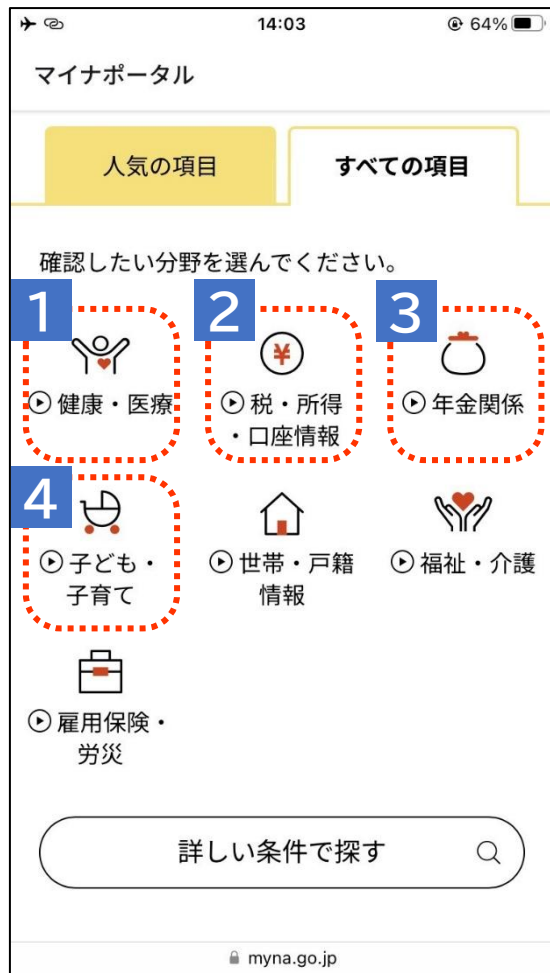 14:03
64%
マイナポータル
人気の項目
すべての項目
確認したい分野を選んでください。
1
2
3
健康・医療
税・所得
・口座情報
年金関係
4
子ども・
子育て
世帯・戸籍
情報
福祉・介護
雇用保険・
労災
詳しい条件で探す
myna.go.jp